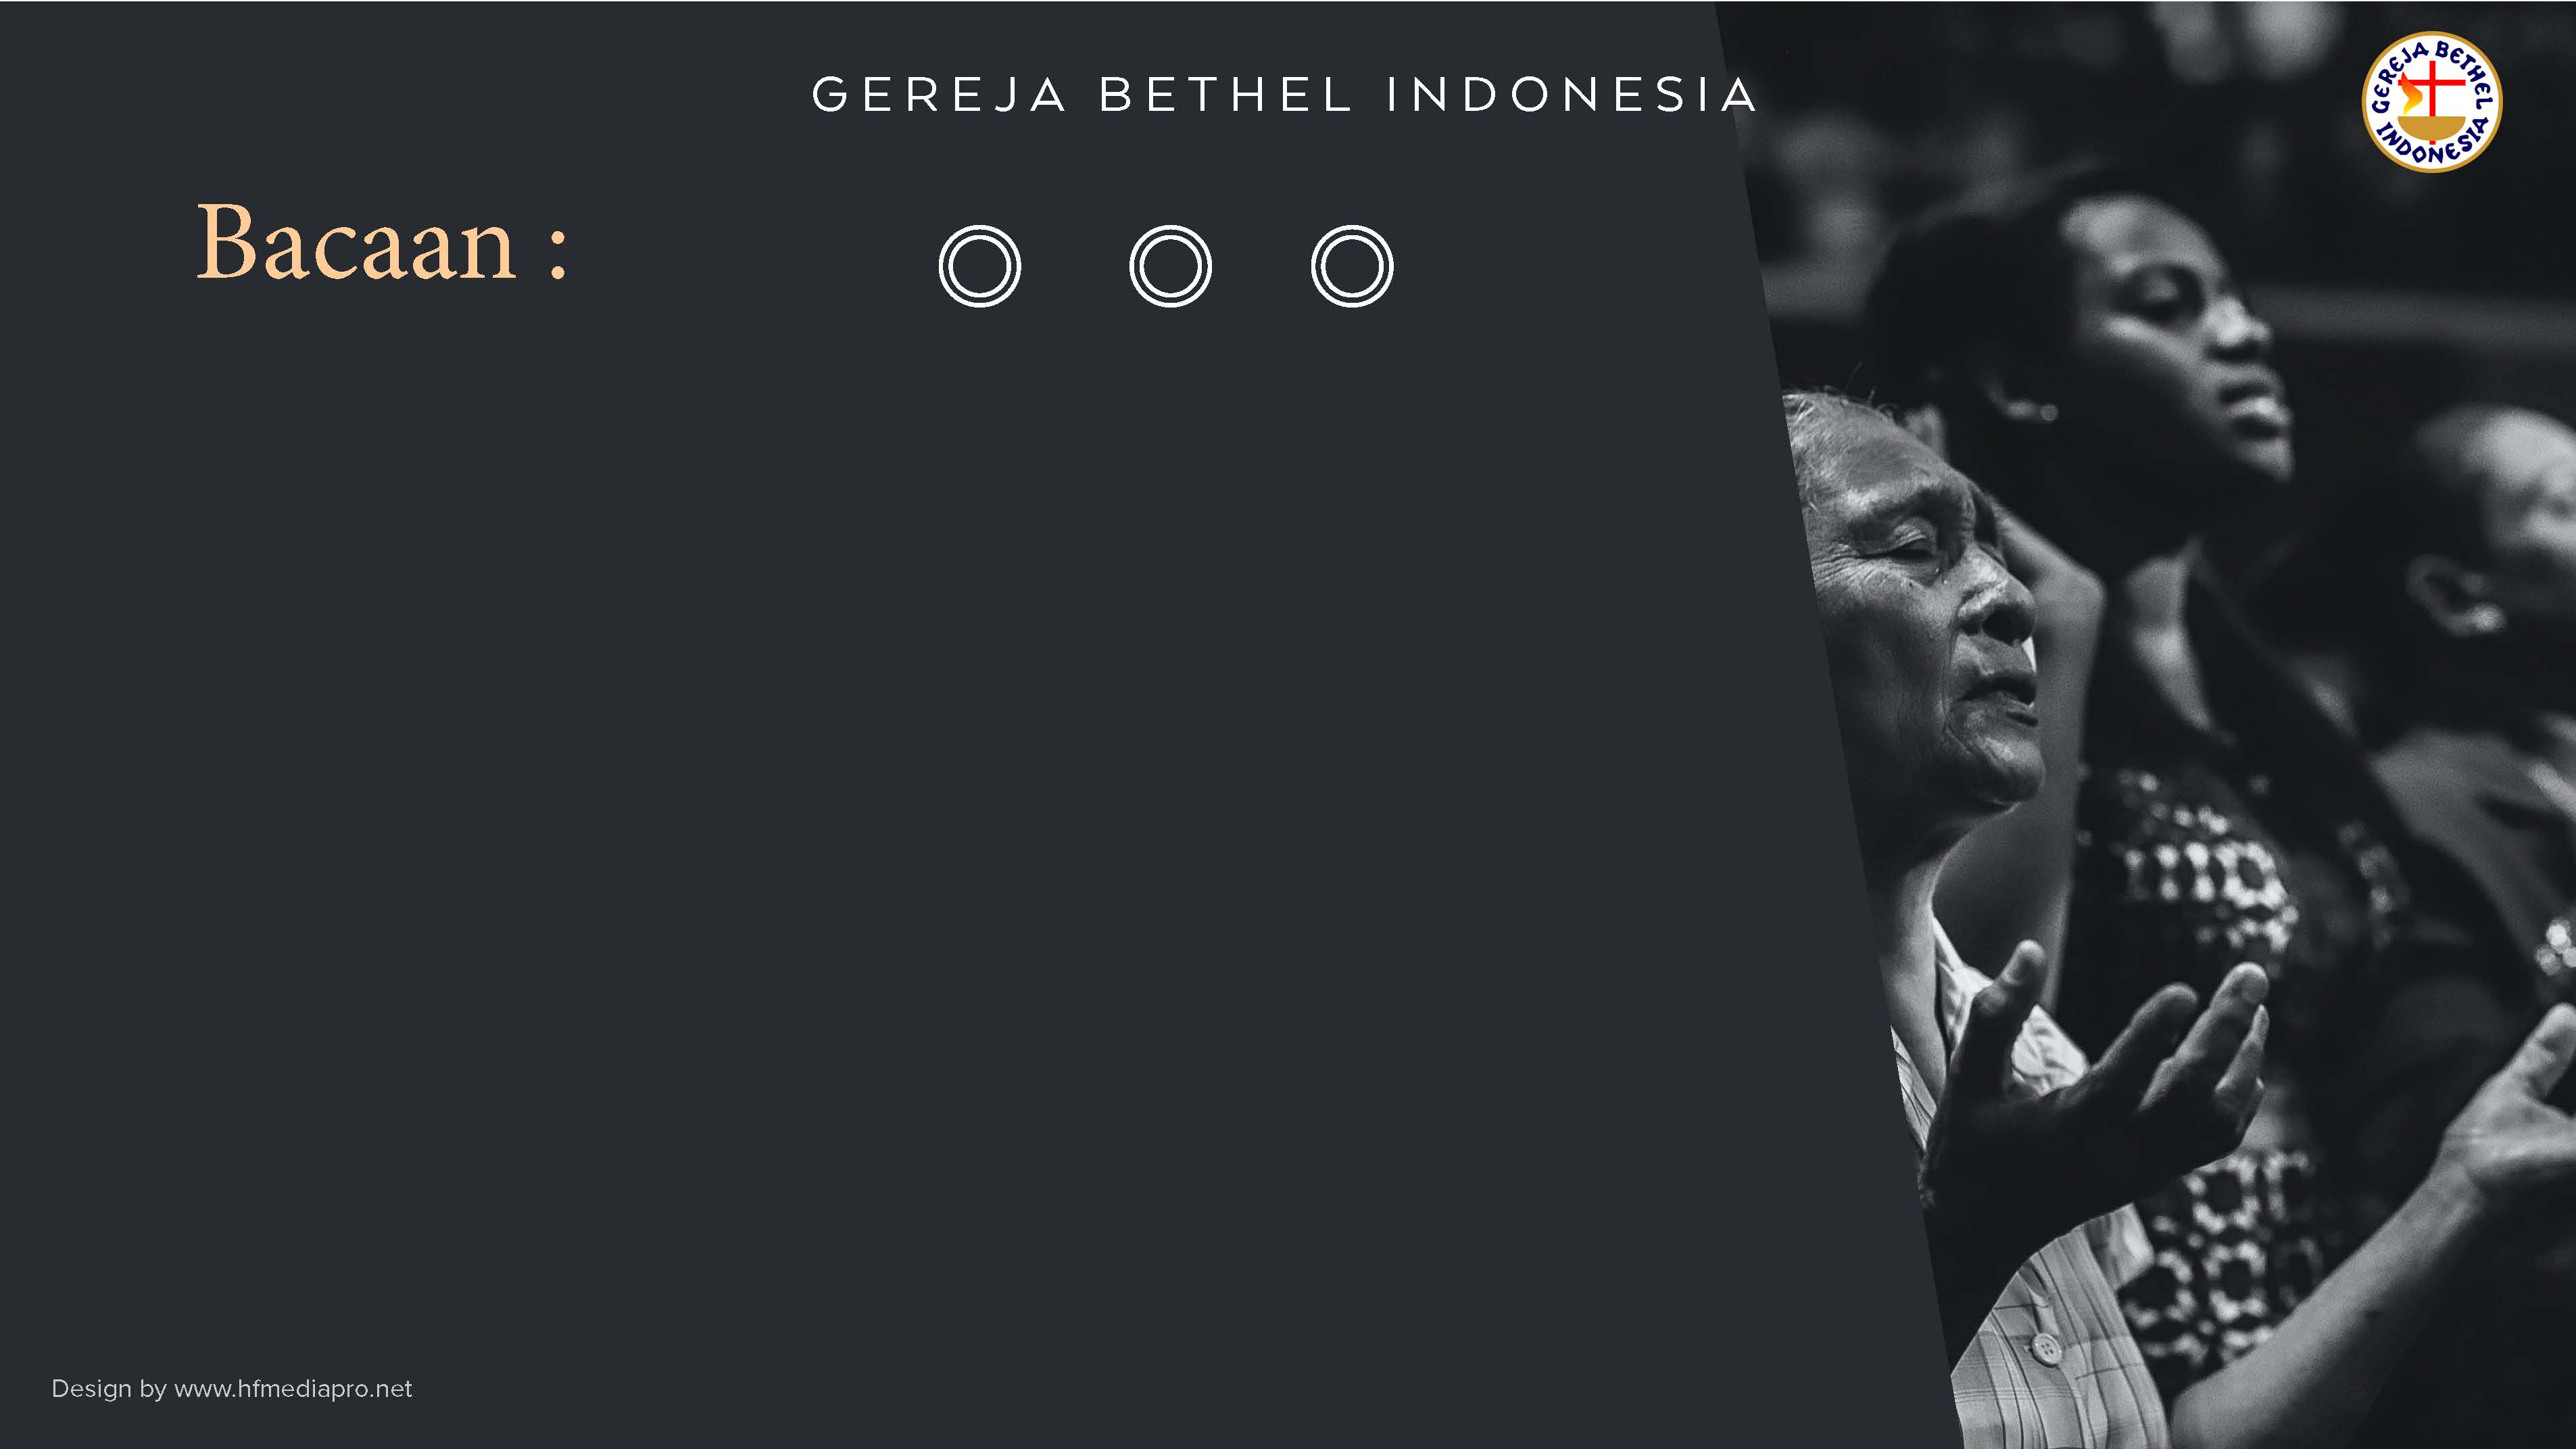 GEREJA BETHEL INDONESIA
GEREJA BETHEL
INDONESIA
Bacaan :
Design by www.hfmediapro.net